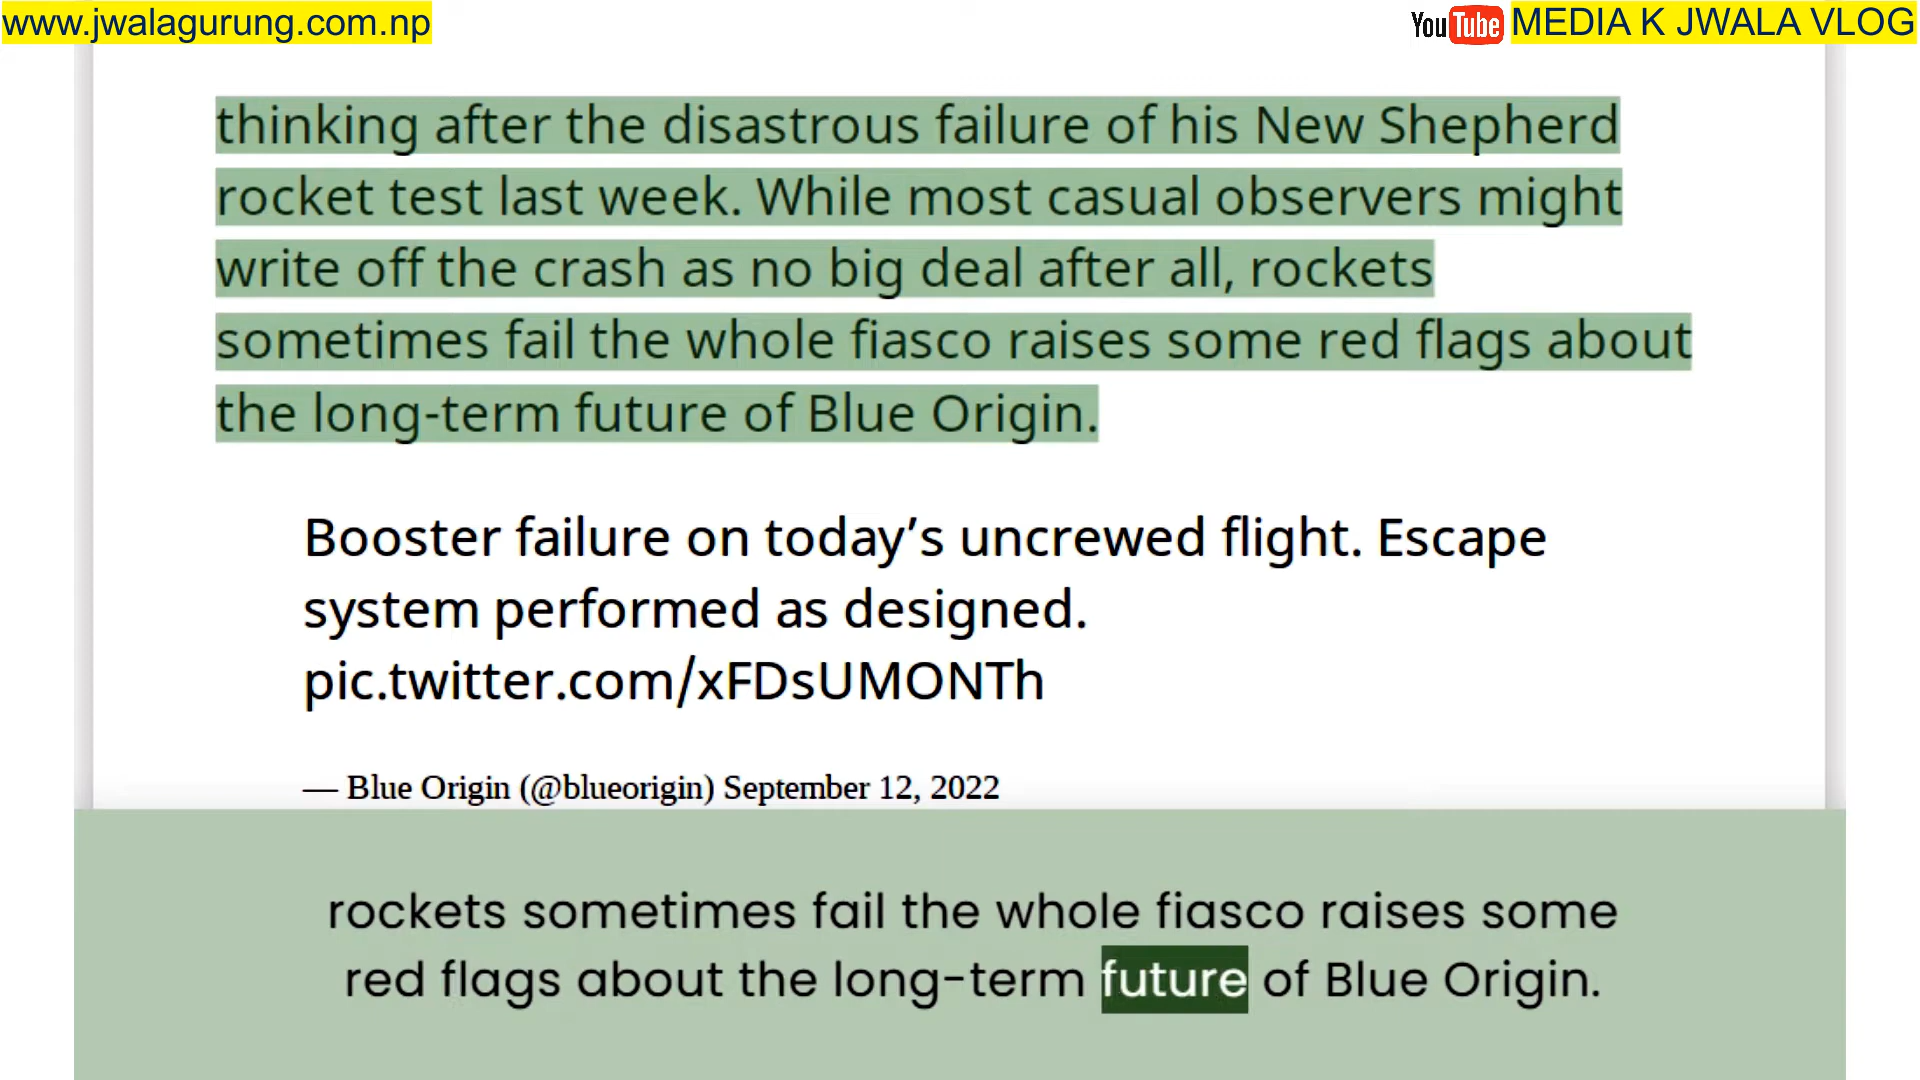 www.jwalagurung.com.np
YouTube MEDIA K JWALA VLOG
thinking after the disastrous failure of his New Shepherd
rocket test last week. While most casual observers might
write off the crash as no big deal after all, rockets
sometimes fail the whole fiasco raises some red flags about
the long-term future of Blue Origin.
Booster failure on today’s uncrewed flight. Escape
system performed as designed.
pic.twitter.com/xFDsUMONTh
— Blue Origin (@blueorigin) September 12, 2022
rockets sometimes fail the whole fiasco raises some
red flags about the long-term future of Blue Origin.